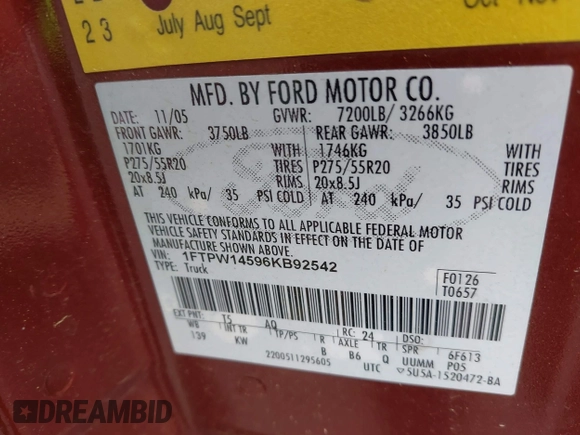 2 3 July Aug Sept
MFD. BY FORD MOTOR CO.
DATE: 11/05 GVWR: 7200LB/ 3266KG
FRONT GAWR: 3750LB REAR GAWR: 3850LB
1701KG WITH 1746KG WITH
P275/55R20 TIRES P275/55R20 TIRES
20x8.5J RIMS 20x8.5J RIMS
AT 240 kPa/ 35 PSI COLD AT 240 kPa/ 35 PSI COLD
THIS VEHICLE CONFORMS TO ALL APPLICABLE FEDERAL MOTOR
VEHICLE SAFETY STANDARDS IN EFFECT ON THE DATE OF
MANUFACTURE SHOWN ABOVE.
VIN: 1FTPW14596KB92542
TYPE: Truck
F0126
T0657
EXT PNT: T5 AQ RC: 24 DSO:
WB INT TR TP/PS R AXLE TR SPR 6F613
139 KW B B6 Q UUMM POS
2200511295605 UTC 5U5A-1520472-BA
DREAMBID